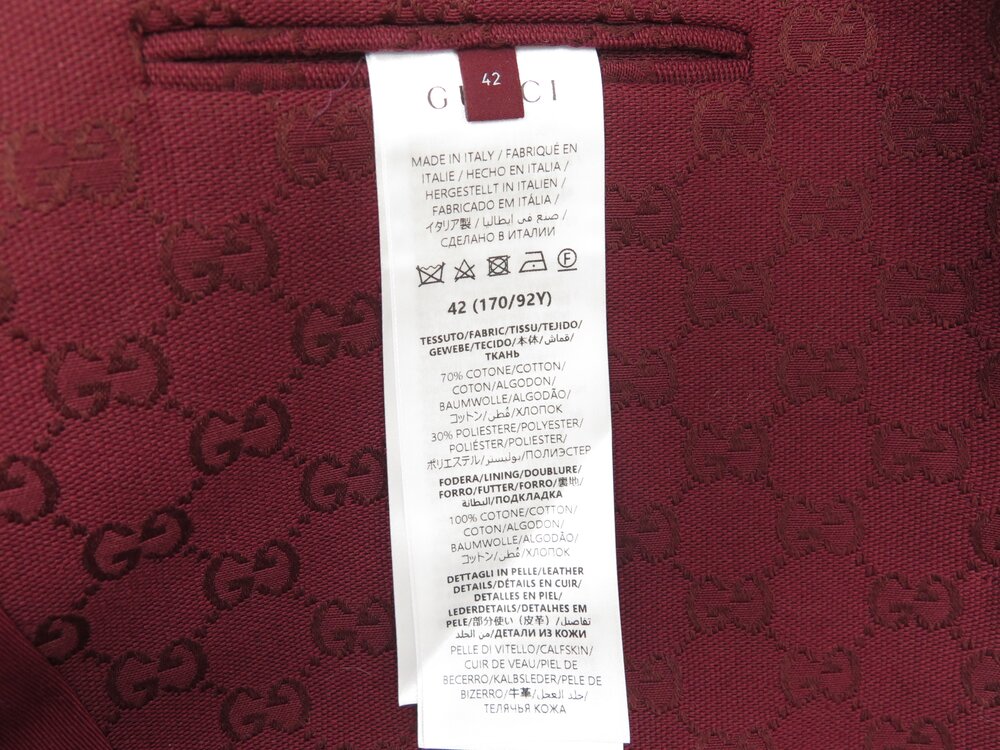 42
GUCCI
MADE IN ITALY / FABRIQUÉ EN
ITALIE / HECHO EN ITALIA /
HERGESTELLT IN ITALIEN /
FABRICADO EM ITÁLIA /
イタリア製 / صنع في ايطاليا /
СДЕЛАНО В ИТАЛИИ
F
42 (170/92Y)
TESSUTO/FABRIC/TISSU/TEJIDO/
GEWEBE/TECIDO/本体/قماش/
ТКАНЬ
70% COTONE/COTTON/
COTON/ALGODON/
BAUMWOLLE/ALGODÃO/
コットン/قُطن/ХЛОПОК
30% POLIESTERE/POLYESTER/
POLIÉSTER/POLIESTER/
ポリエステル/بوليستر/ПОЛИЭСТЕР
FODERA/LINING/DOUBLURE/
FORRO/FUTTER/FORRO/裏地/
البطانة/ПОДКЛАДКА
100% COTONE/COTTON/
COTON/ALGODON/
BAUMWOLLE/ALGODÃO/
コットン/قُطن/ХЛОПОК
DETTAGLI IN PELLE/LEATHER
DETAILS/DÉTAILS EN CUIR/
DETALLES EN PIEL/
LEDERDETAILS/DETALHES EM
PELE/部分使い（皮革）/تفاصيل
من الجلد/ДЕТАЛИ ИЗ КОЖИ
PELLE DI VITELLO/CALFSKIN/
CUIR DE VEAU/PIEL DE
BECERRO/KALBSLEDER/PELE DE
BIZERRO/牛革/جلد العجل/
ТЕЛЯЧЬЯ КОЖА